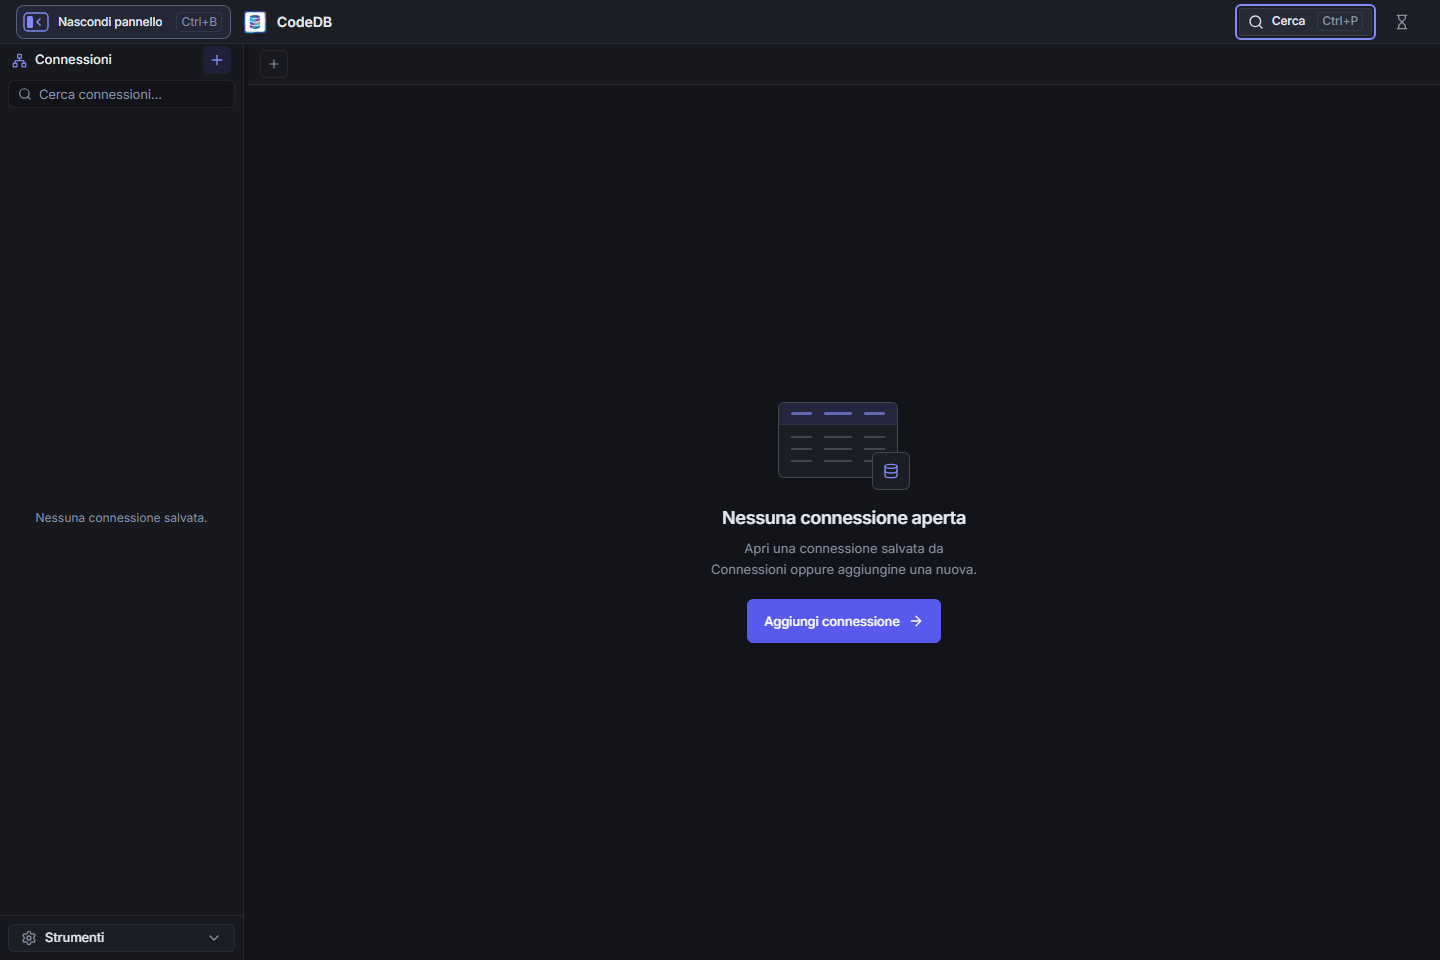 Nascondi pannello Ctrl+B
CodeDB
Cerca Ctrl+P
Connessioni
Cerca connessioni...
Nessuna connessione salvata.
Nessuna connessione aperta
Apri una connessione salvata da
Connessioni oppure aggiungine una nuova.
Aggiungi connessione
Strumenti